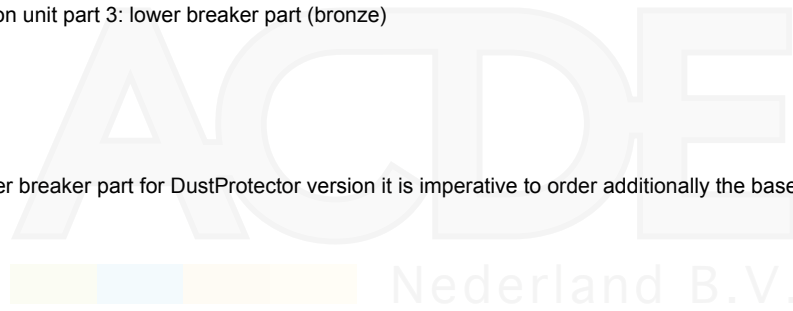 on unit part 3: lower breaker part (bronze)
er breaker part for DustProtector version it is imperative to order additionally the base
ACDE
Nederland B.V.